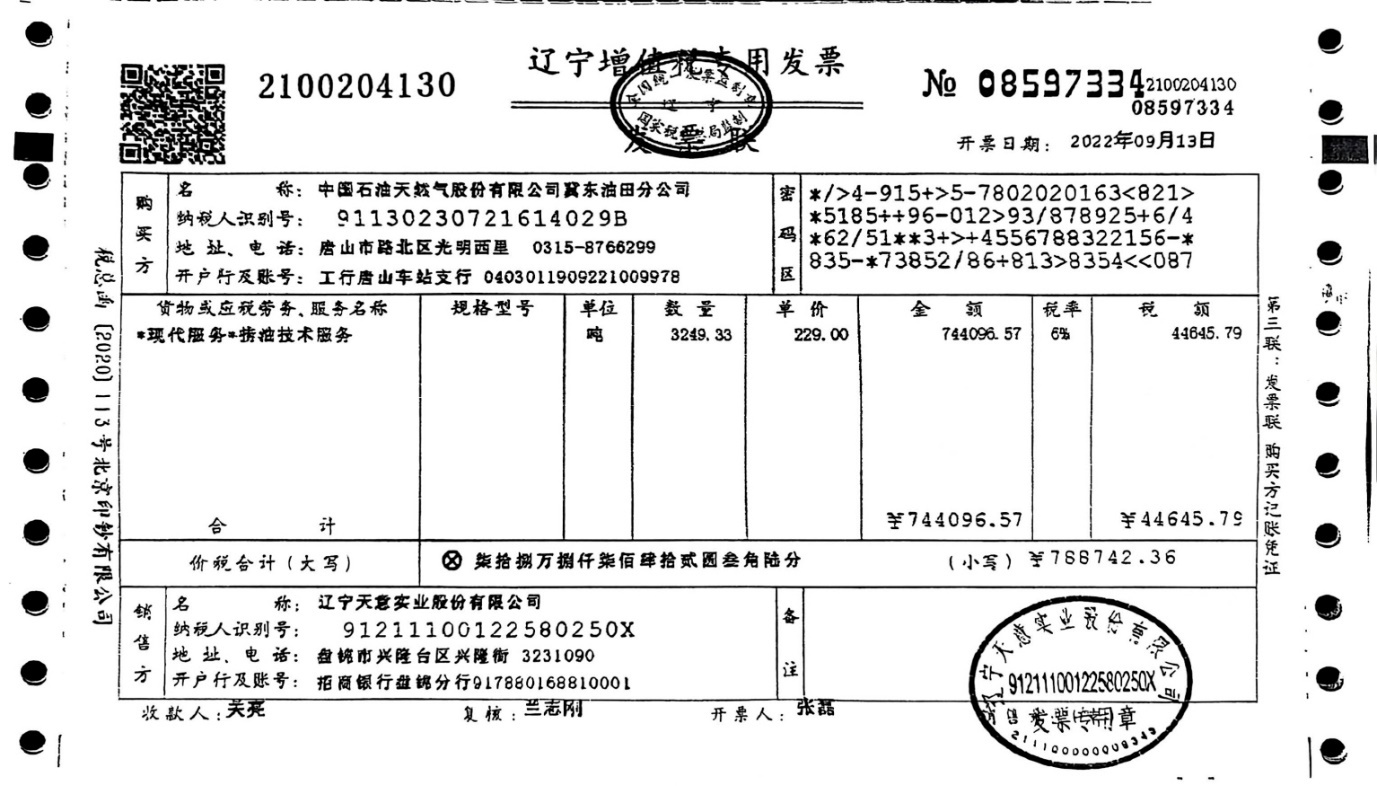 辽宁增值税专用发票
2100204130
№ 08597334
2100204130
08597334
发票联
开票日期: 2022年09月13日
购买方
名称: 中国石油天然气股份有限公司冀东油田分公司
纳税人识别号: 91130230721614029B
地址、电话: 唐山市路北区光明西里 0315-8766299
开户行及账号: 工行唐山车站支行 0403011909221009978
密码区
*/>4-915+>5-7802020163<821>
*5185++96-012>93/878925+6/4
*62/51**3+>+4556788322156-*
835-*73852/86+813>8354<<087
货物或应税劳务、服务名称 规格型号 单位 数量 单价 金额 税率 税额
*现代服务*捞油技术服务 吨 3249.33 229.00 744096.57 6% 44645.79
合计 ¥744096.57 ¥44645.79
价税合计(大写) ⊗ 柒拾捌万捌仟柒佰肆拾贰圆叁角陆分 (小写) ¥788742.36
销售方
名称: 辽宁天意实业股份有限公司
纳税人识别号: 91211100122580250X
地址、电话: 盘锦市兴隆台区兴隆街 3231090
开户行及账号: 招商银行盘锦分行917880168810001
备注
收款人: 关亮 复核: 兰志刚 开票人: 张磊
辽宁天意实业股份有限公司
91211100122580250X
发票专用章
税总函〔2020〕113号北京印钞有限公司
第三联:发票联 购买方记账凭证